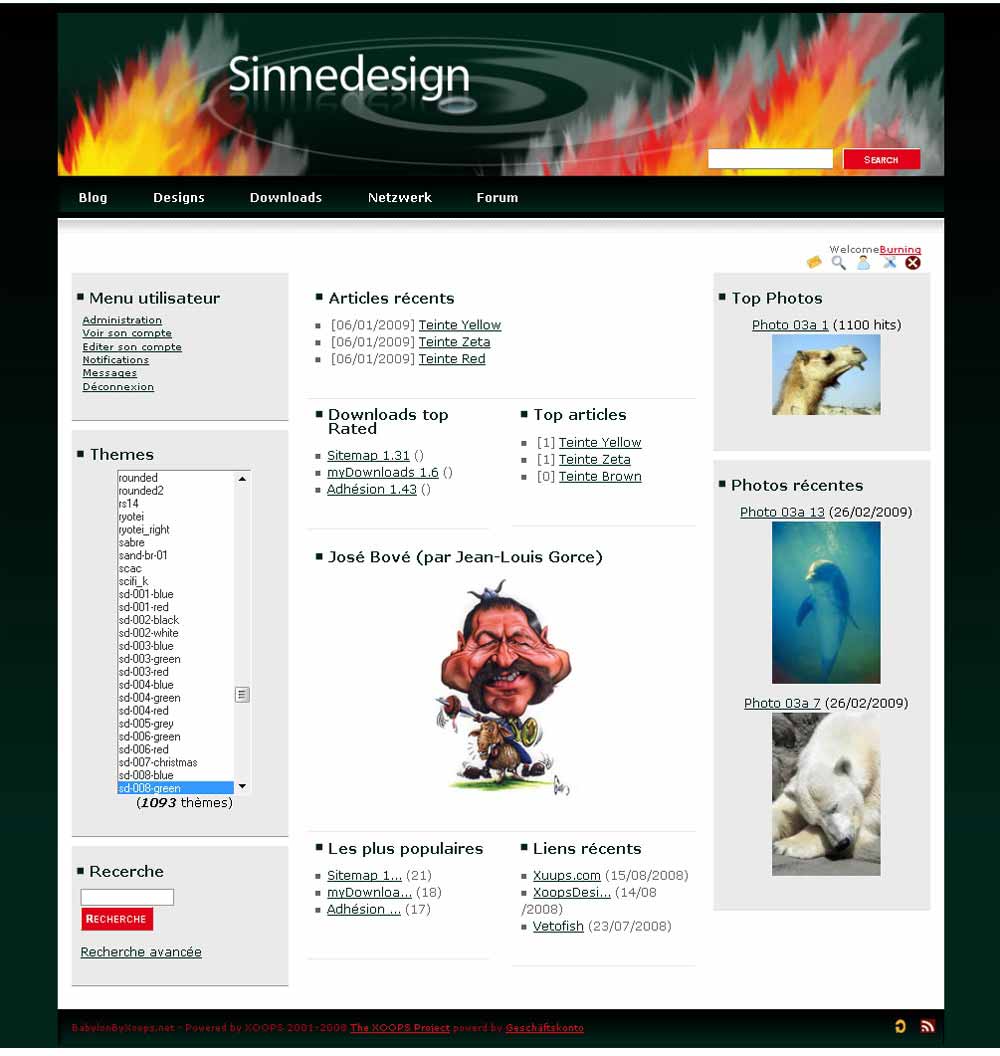 Sinnedesign
SEARCH
Blog Designs Downloads Netzwerk Forum
WelcomeBurning
Menu utilisateur
Administration
Voir son compte
Editer son compte
Notifications
Messages
Déconnexion
Themes
rounded
rounded2
rs14
ryotei
ryotei_right
sabre
sand-br-01
scac
scifi_k
sd-001-blue
sd-001-red
sd-002-black
sd-002-white
sd-003-blue
sd-003-green
sd-003-red
sd-004-blue
sd-004-green
sd-004-red
sd-005-grey
sd-006-green
sd-006-red
sd-007-christmas
sd-008-blue
sd-008-green
(1093 thèmes)
Recerche
RECHERCHE
Recherche avancée
Articles récents
[06/01/2009] Teinte Yellow
[06/01/2009] Teinte Zeta
[06/01/2009] Teinte Red
Downloads top
Rated
Sitemap 1.31 ()
myDownloads 1.6 ()
Adhésion 1.43 ()
Top articles
[1] Teinte Yellow
[1] Teinte Zeta
[0] Teinte Brown
José Bové (par Jean-Louis Gorce)
Les plus populaires
Sitemap 1... (21)
myDownloa... (18)
Adhésion ... (17)
Liens récents
Xuups.com (15/08/2008)
XoopsDesi... (14/08
/2008)
Vetofish (23/07/2008)
Top Photos
Photo 03a 1 (1100 hits)
Photos récentes
Photo 03a 13 (26/02/2009)
Photo 03a 7 (26/02/2009)
BabylonByXoops.net - Powered by XOOPS 2001-2008 The XOOPS Project powerd by Geschäftskonto